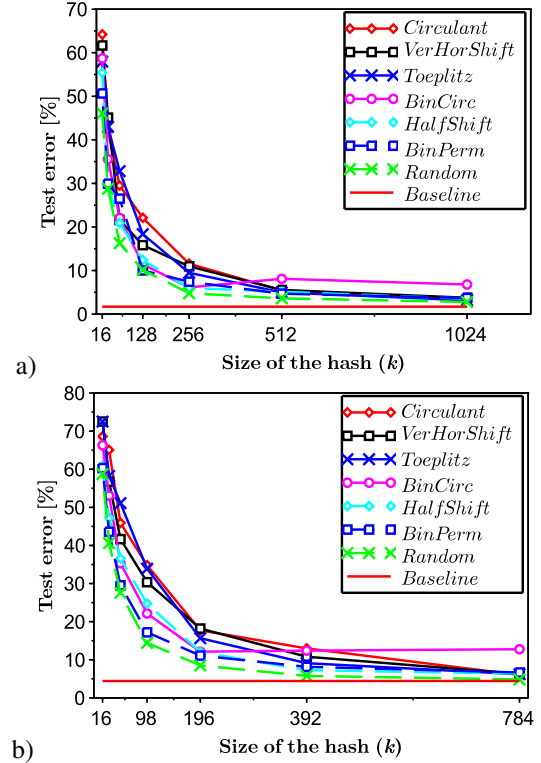 70
60
50
40
30
20
10
0
Test error [%]
Circulant
VerHorShift
Toeplitz
BinCirc
HalfShift
BinPerm
Random
Baseline
16 128 256 512 1024
Size of the hash (k)
a)
80
70
60
50
40
30
20
10
0
Test error [%]
Circulant
VerHorShift
Toeplitz
BinCirc
HalfShift
BinPerm
Random
Baseline
16 98 196 392 784
Size of the hash (k)
b)